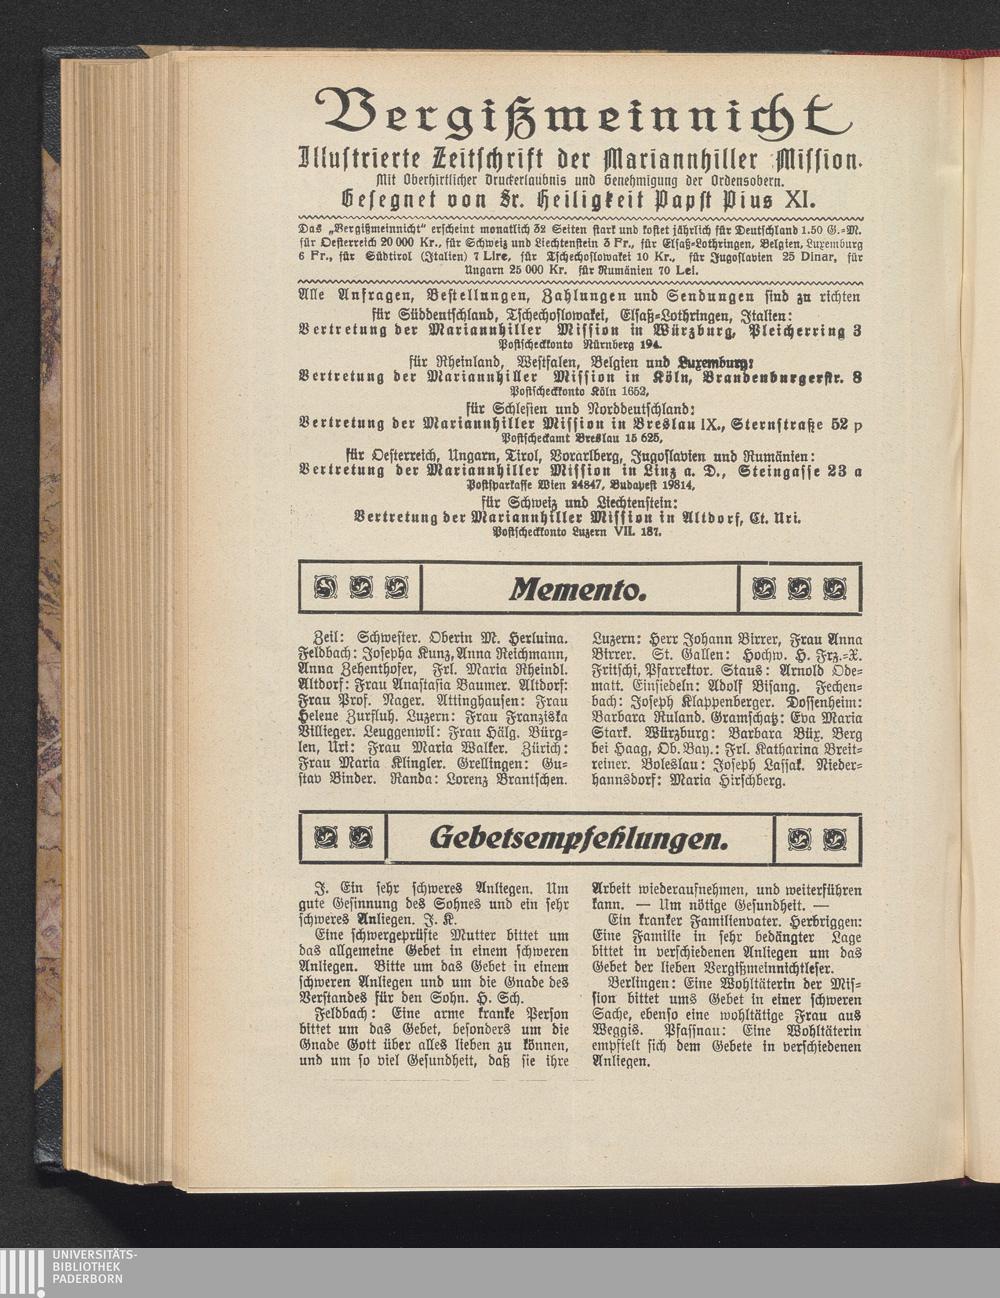 Vergißmeinnicht
Illustrierte Zeitschrift der Mariannhiller Mission.
Mit Oberhirtlicher Druckerlaubnis und Genehmigung der Ordensobern.
Gesegnet von Sr. Heiligkeit Papst Pius XI.
Das „Vergißmeinnicht" erscheint monatlich 32 Seiten stark und kostet jährlich für Deutschland 1.50 G.=M.
für Oesterreich 20 000 Kr., für Schweiz und Liechtenstein 3 Fr., für Elsaß=Lothringen, Belgien, Luxemburg
6 Fr., für Südtirol (Italien) 7 Lire, für Tschechoslowakei 10 Kr., für Jugoslavien 25 Dinar, für
Ungarn 25 000 Kr. für Rumänien 70 Lei.
Alle Anfragen, Bestellungen, Zahlungen und Sendungen sind zu richten
für Süddeutschland, Tschechoslowakei, Elsaß=Lothringen, Italien:
Vertretung der Mariannhiller Mission in Würzburg, Pleicherring 3
Postscheckkonto Nürnberg 194.
für Rheinland, Westfalen, Belgien und Luxemburg:
Vertretung der Mariannhiller Mission in Köln, Brandenburgerstr. 8
Postscheckkonto Köln 1652,
für Schlesien und Norddeutschland:
Vertretung der Mariannhiller Mission in Breslau IX., Sternstraße 52 p
Postscheckamt Breslau 15 625,
für Oesterreich, Ungarn, Tirol, Vorarlberg, Jugoslavien und Rumänien:
Vertretung der Mariannhiller Mission in Linz a. D., Steingasse 23 a
Postsparkasse Wien 24847, Budapest 19814,
für Schweiz und Liechtenstein:
Vertretung der Mariannhiller Mission in Altdorf, Ct. Uri.
Postscheckkonto Luzern VII. 187.
Memento.
Zeil: Schwester. Oberin M. Herluina.
Feldbach: Josepha Kunz, Anna Reichmann,
Anna Zehenthofer, Frl. Maria Rheindl.
Altdorf: Frau Anastasia Baumer. Altdorf:
Frau Prof. Nager. Attinghausen: Frau
Helene Zurfluh. Luzern: Frau Franziska
Villieger. Leuggenwil: Frau Hälg. Bürg-
len, Uri: Frau Maria Walker. Zürich:
Frau Maria Klingler. Grellingen: Gu-
stav Binder. Randa: Lorenz Brantschen.
Luzern: Herr Johann Birrer, Frau Anna
Birrer. St. Gallen: Hochw. H. Frz.=X.
Fritschi, Pfarrektor. Staus: Arnold Ode-
matt. Einsiedeln: Adolf Bisang. Fechen-
bach: Joseph Klappenberger. Dossenheim:
Barbara Ruland. Gramschatz: Eva Maria
Stark. Würzburg: Barbara Büx. Berg
bei Haag, Ob. Bay.: Frl. Katharina Breit-
reiner. Boleslau: Joseph Lassak. Nieder-
hannsdorf: Maria Hirschberg.
Gebetsempfehlungen.
J. Ein sehr schweres Anliegen. Um
gute Gesinnung des Sohnes und ein sehr
schweres Anliegen. J. K.
Eine schwergeprüfte Mutter bittet um
das allgemeine Gebet in einem schweren
Anliegen. Bitte um das Gebet in einem
schweren Anliegen und um die Gnade des
Verstandes für den Sohn. H. Sch.
Feldbach: Eine arme kranke Person
bittet um das Gebet, besonders um die
Gnade Gott über alles lieben zu können,
und um so viel Gesundheit, daß sie ihre
Arbeit wiederaufnehmen, und weiterführen
kann. — Um nötige Gesundheit. —
Ein kranker Familienvater. Herbriggen:
Eine Familie in sehr bedängter Lage
bittet in verschiedenen Anliegen um das
Gebet der lieben Vergißmeinnichtleser.
Berlingen: Eine Wohltäterin der Mis-
sion bittet ums Gebet in einer schweren
Sache, ebenso eine wohltätige Frau aus
Weggis. Pfaffnau: Eine Wohltäterin
empfielt sich dem Gebete in verschiedenen
Anliegen.
UNIVERSITÄTS-
BIBLIOTHEK
PADERBORN